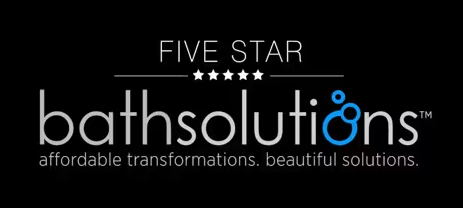 FIVE STAR
bathsolutions™
affordable transformations. beautiful solutions.